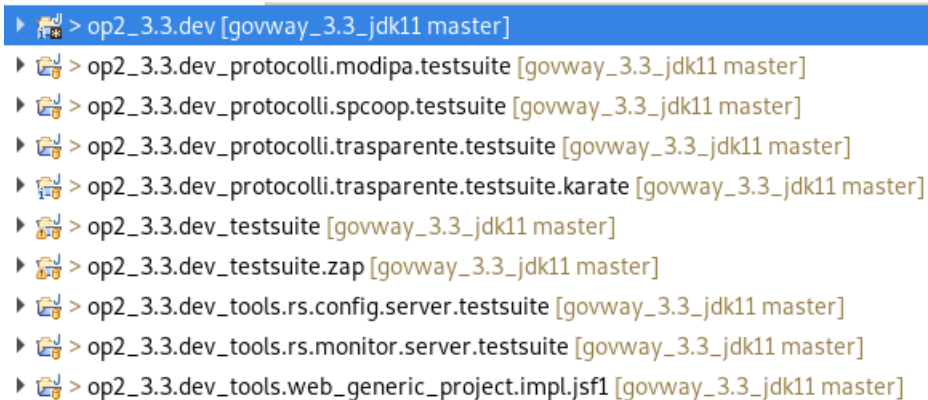 > op2_3.3.dev [govway_3.3_jdk11 master]
> op2_3.3.dev_protocolli.modipa.testsuite [govway_3.3_jdk11 master]
> op2_3.3.dev_protocolli.spcoop.testsuite [govway_3.3_jdk11 master]
> op2_3.3.dev_protocolli.trasparente.testsuite [govway_3.3_jdk11 master]
> op2_3.3.dev_protocolli.trasparente.testsuite.karate [govway_3.3_jdk11 master]
> op2_3.3.dev_testsuite [govway_3.3_jdk11 master]
> op2_3.3.dev_testsuite.zap [govway_3.3_jdk11 master]
> op2_3.3.dev_tools.rs.config.server.testsuite [govway_3.3_jdk11 master]
> op2_3.3.dev_tools.rs.monitor.server.testsuite [govway_3.3_jdk11 master]
> op2_3.3.dev_tools.web_generic_project.impl.jsf1 [govway_3.3_jdk11 master]